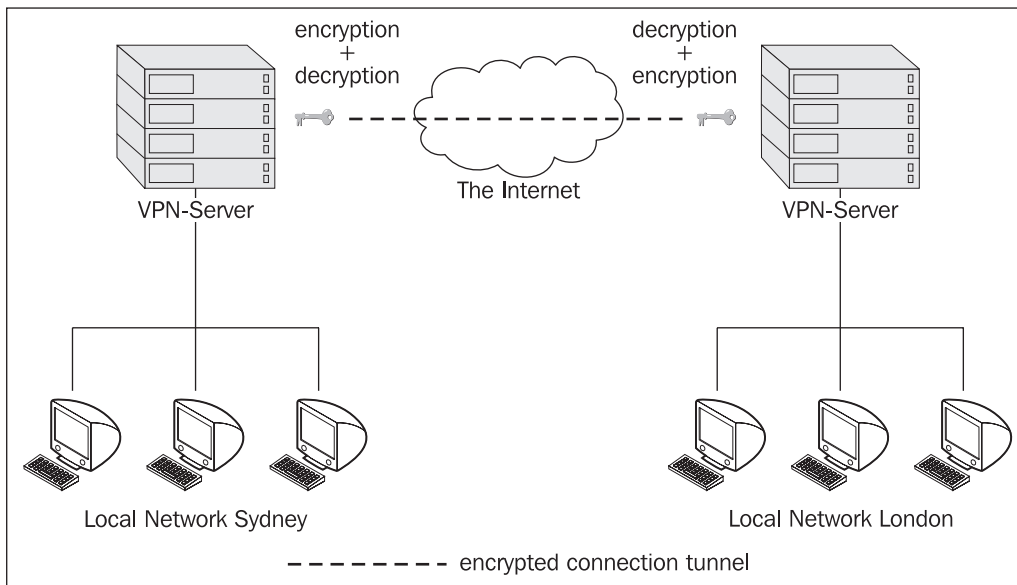 encryption
+
decryption
decryption
+
encryption
The Internet
VPN-Server
VPN-Server
Local Network Sydney
Local Network London
encrypted connection tunnel